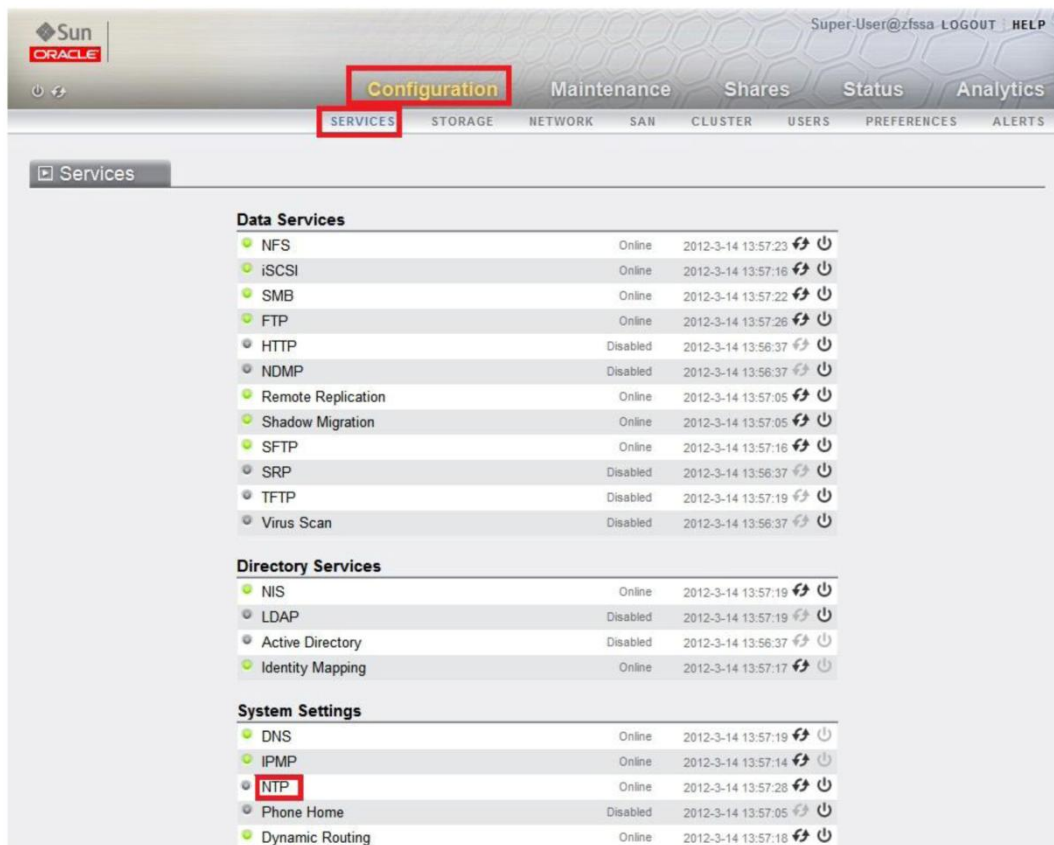 Sun
ORACLE
Super-User@zfssa LOGOUT HELP
Configuration Maintenance Shares Status Analytics
SERVICES STORAGE NETWORK SAN CLUSTER USERS PREFERENCES ALERTS
Services
Data Services
NFS Online 2012-3-14 13:57:23
iSCSI Online 2012-3-14 13:57:16
SMB Online 2012-3-14 13:57:22
FTP Online 2012-3-14 13:57:26
HTTP Disabled 2012-3-14 13:56:37
NDMP Disabled 2012-3-14 13:56:37
Remote Replication Online 2012-3-14 13:57:05
Shadow Migration Online 2012-3-14 13:57:05
SFTP Online 2012-3-14 13:57:16
SRP Disabled 2012-3-14 13:56:37
TFTP Disabled 2012-3-14 13:57:19
Virus Scan Disabled 2012-3-14 13:56:37
Directory Services
NIS Online 2012-3-14 13:57:19
LDAP Disabled 2012-3-14 13:57:19
Active Directory Disabled 2012-3-14 13:56:37
Identity Mapping Online 2012-3-14 13:57:17
System Settings
DNS Online 2012-3-14 13:57:19
IPMP Online 2012-3-14 13:57:14
NTP Online 2012-3-14 13:57:28
Phone Home Disabled 2012-3-14 13:57:05
Dynamic Routing Online 2012-3-14 13:57:18